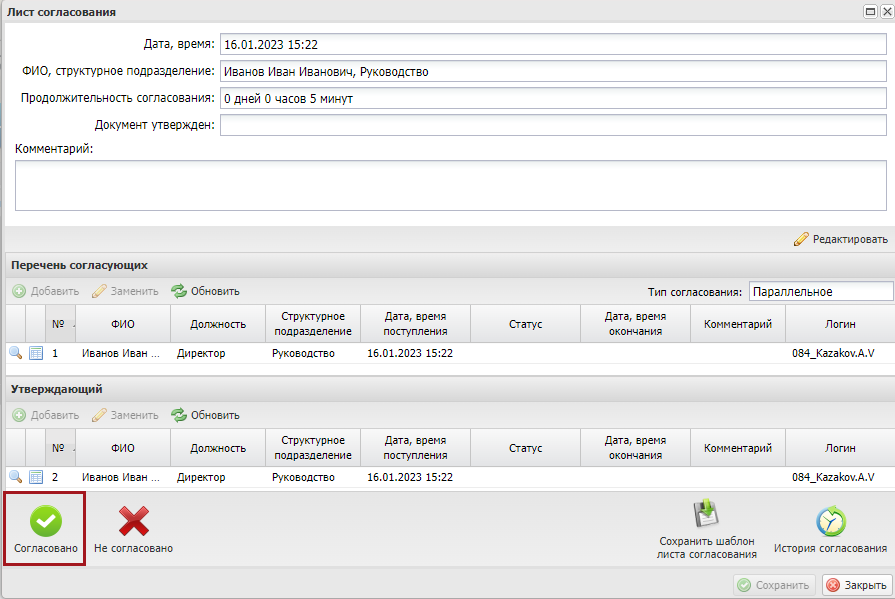 Лист согласования
Дата, время: 16.01.2023 15:22
ФИО, структурное подразделение: Иванов Иван Иванович, Руководство
Продолжительность согласования: 0 дней 0 часов 5 минут
Документ утвержден:
Комментарий:
Редактировать
Перечень согласующих
Добавить Заменить Обновить Тип согласования: Параллельное
№ ФИО Должность Структурное подразделение Дата, время поступления Статус Дата, время окончания Комментарий Логин
1 Иванов Иван ... Директор Руководство 16.01.2023 15:22 084_Kazakov.A.V
Утверждающий
Добавить Заменить Обновить
№ ФИО Должность Структурное подразделение Дата, время поступления Статус Дата, время окончания Комментарий Логин
2 Иванов Иван ... Директор Руководство 16.01.2023 15:22 084_Kazakov.A.V
Согласовано Не согласовано Сохранить шаблон листа согласования История согласования
Сохранить Закрыть